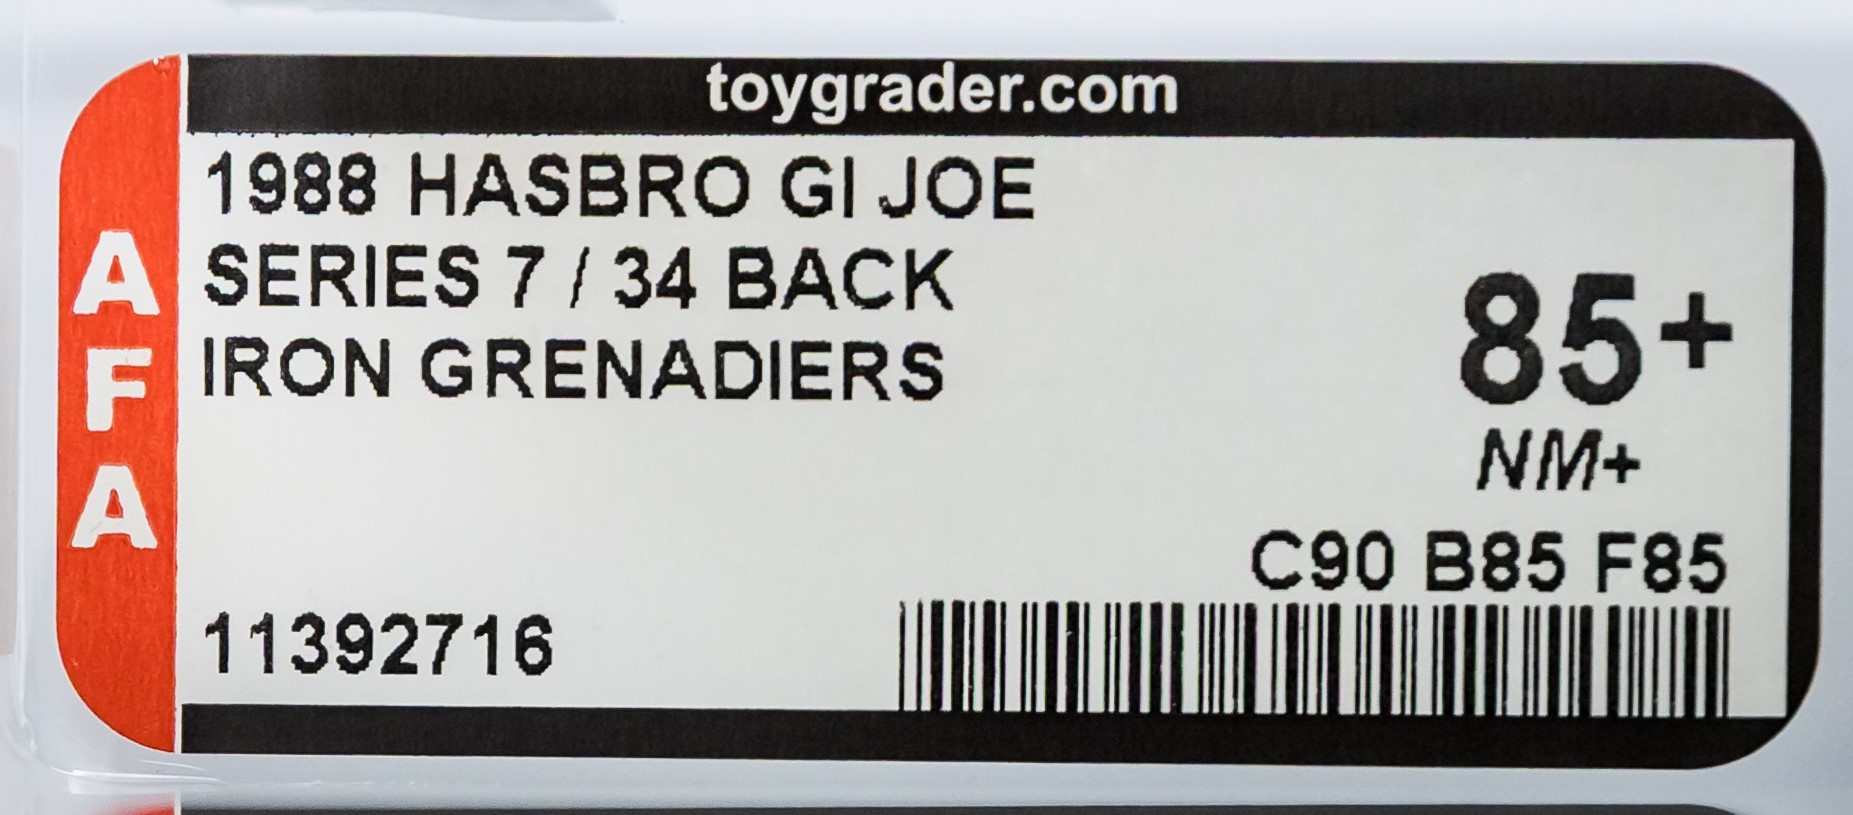 toygrader.com
AFA
1988 HASBRO GI JOE
SERIES 7 / 34 BACK
IRON GRENADIERS
85+
NM+
C90 B85 F85
11392716